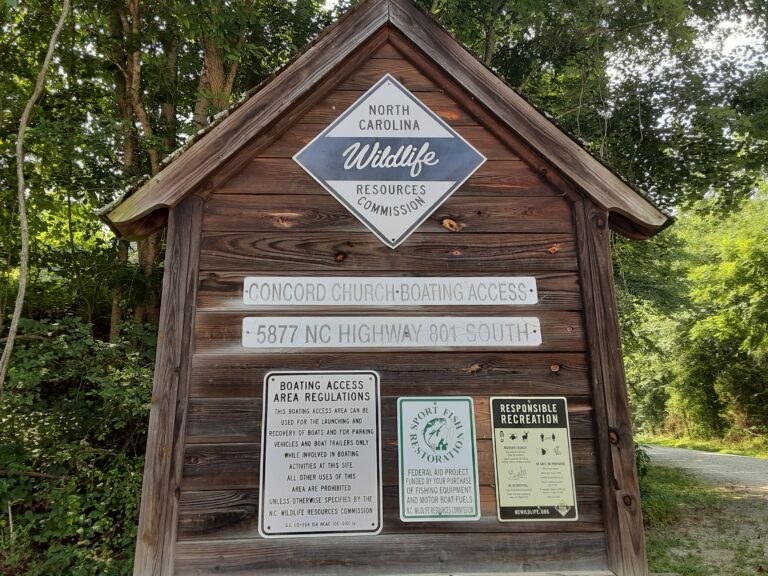 NORTH
CAROLINA
Wildlife
RESOURCES
COMMISSION
CONCORD CHURCH BOATING ACCESS
5877 NC HIGHWAY 801 SOUTH
BOATING ACCESS
AREA REGULATIONS
THIS BOATING ACCESS AREA CAN BE
USED FOR THE LAUNCHING AND
RECOVERY OF BOATS AND FOR PARKING
VEHICLES AND BOAT TRAILERS ONLY
WHILE INVOLVED IN BOATING
ACTIVITIES AT THIS SITE.
ALL OTHER USES OF THIS
AREA ARE PROHIBITED
UNLESS OTHERWISE SPECIFIED BY THE
N.C. WILDLIFE RESOURCES COMMISSION
SPORT FISH
RESTORATION
FEDERAL AID PROJECT
FUNDED BY YOUR PURCHASE
OF FISHING EQUIPMENT
AND MOTOR BOAT FUELS
N.C. WILDLIFE RESOURCES COMMISSION
RESPONSIBLE
RECREATION
NCWILDLIFE.ORG